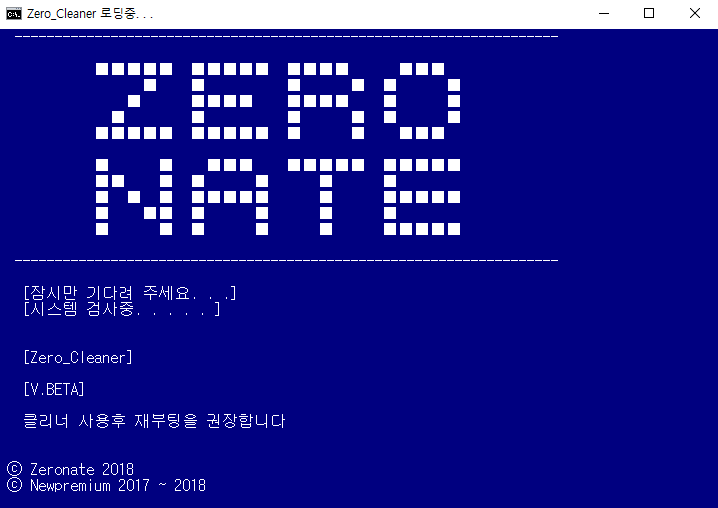 Zero_Cleaner 로딩중...
ZERO
NATE
[잠시만 기다려 주세요. . .]
[시스템 검사중. . . . . ]
[Zero_Cleaner]
[V.BETA]
클리너 사용후 재부팅을 권장합니다
ⓒ Zeronate 2018
ⓒ Newpremium 2017 ~ 2018